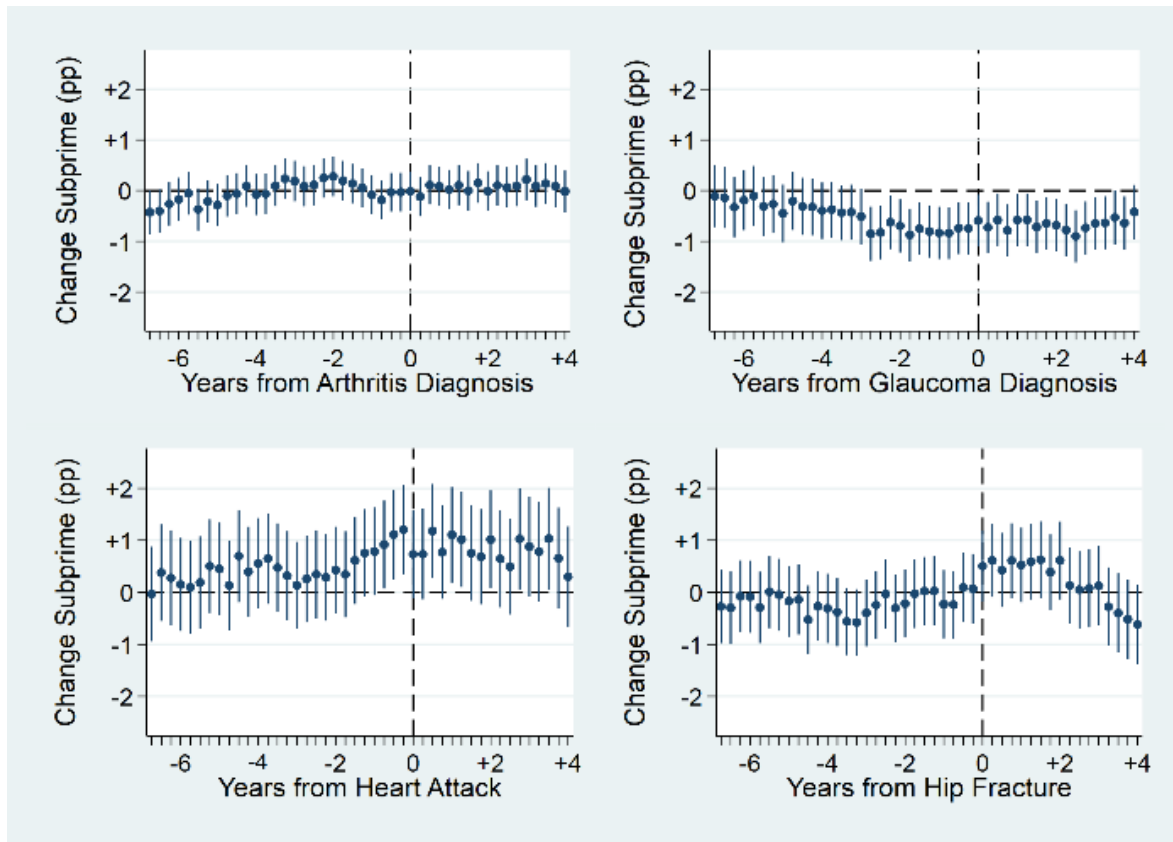 Change Subprime (pp)
+2
+1
0
-1
-2
-6 -4 -2 0 +2 +4
Years from Arthritis Diagnosis
Change Subprime (pp)
+2
+1
0
-1
-2
-6 -4 -2 0 +2 +4
Years from Glaucoma Diagnosis
Change Subprime (pp)
+2
+1
0
-1
-2
-6 -4 -2 0 +2 +4
Years from Heart Attack
Change Subprime (pp)
+2
+1
0
-1
-2
-6 -4 -2 0 +2 +4
Years from Hip Fracture